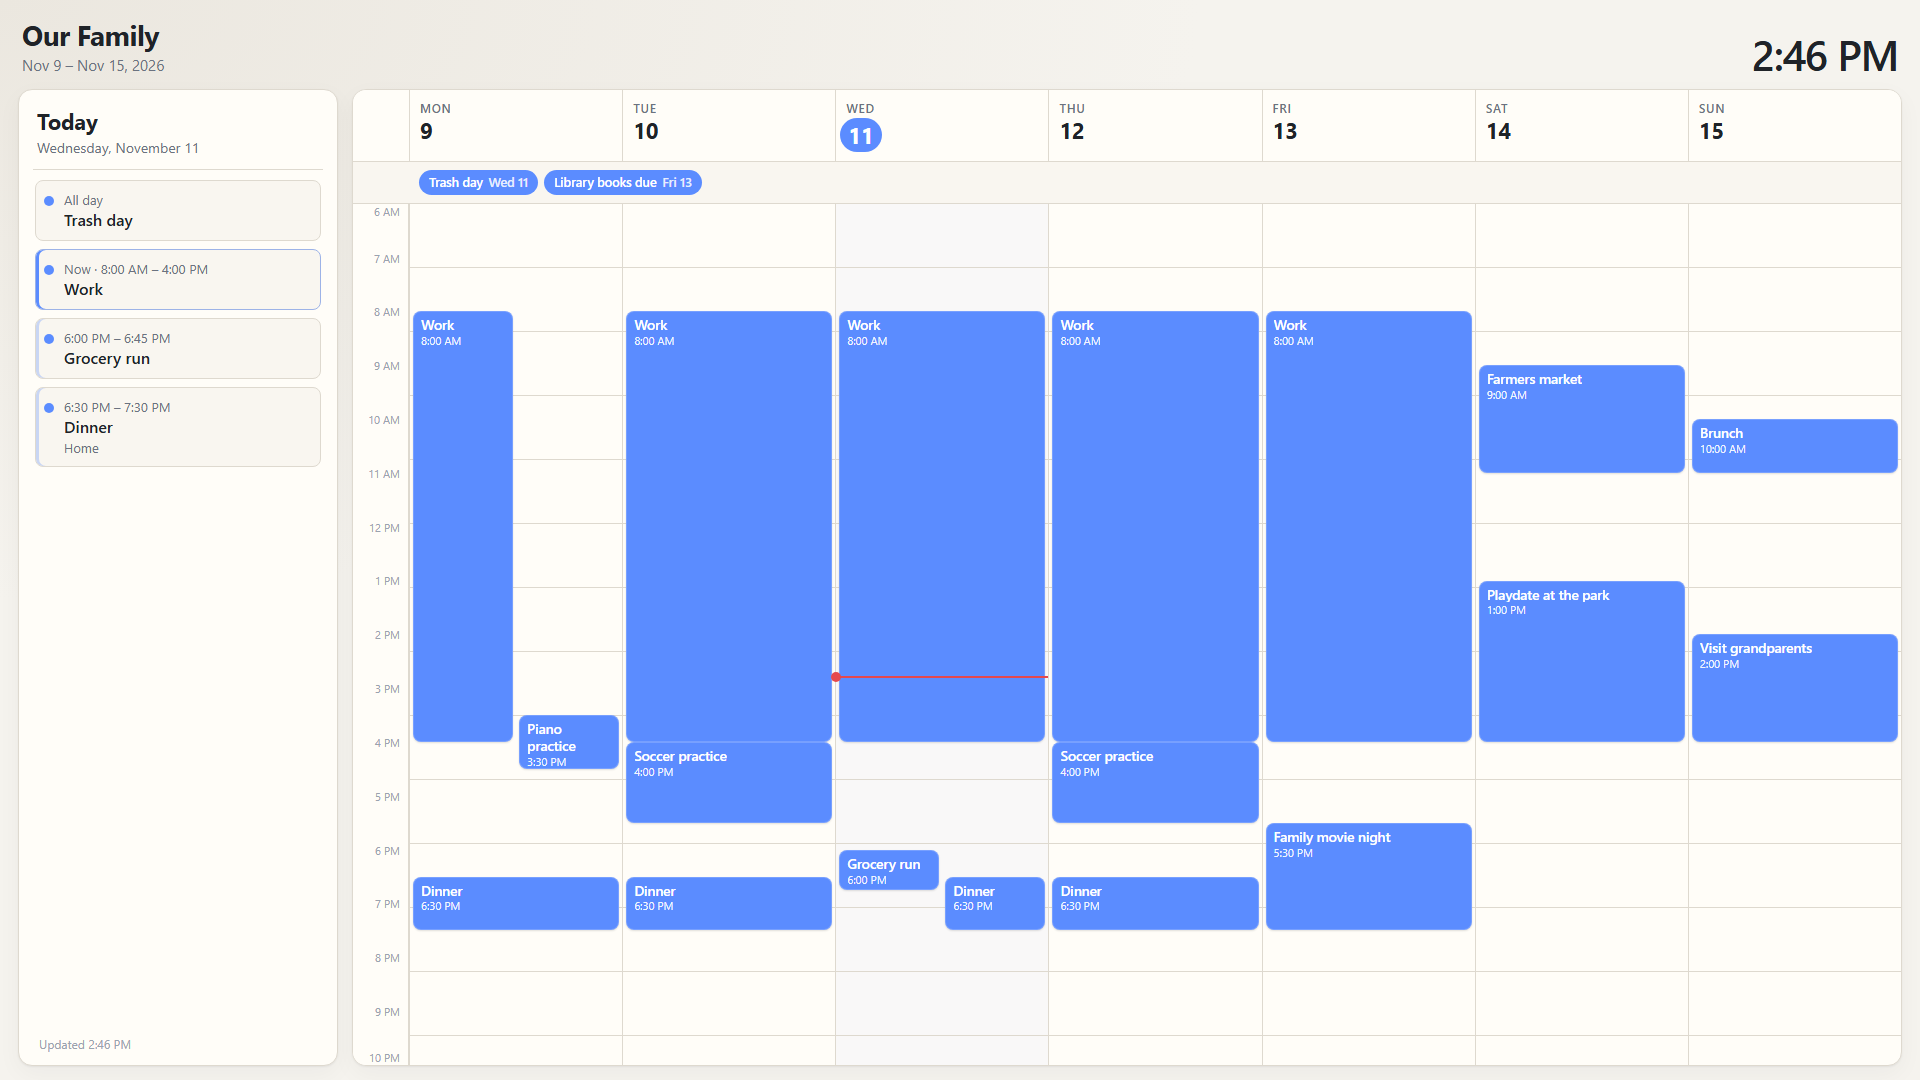 Our Family
Nov 9 – Nov 15, 2026
2:46 PM
Today
Wednesday, November 11
All day
Trash day
Now · 8:00 AM – 4:00 PM
Work
6:00 PM – 6:45 PM
Grocery run
6:30 PM – 7:30 PM
Dinner
Home
Updated 2:46 PM
MON
9
TUE
10
WED
11
THU
12
FRI
13
SAT
14
SUN
15
Trash day Wed 11
Library books due Fri 13
6 AM
7 AM
8 AM
9 AM
10 AM
11 AM
12 PM
1 PM
2 PM
3 PM
4 PM
5 PM
6 PM
7 PM
8 PM
9 PM
10 PM
Work
8:00 AM
Piano
practice
3:30 PM
Dinner
6:30 PM
Work
8:00 AM
Soccer practice
4:00 PM
Dinner
6:30 PM
Work
8:00 AM
Grocery run
6:00 PM
Dinner
6:30 PM
Work
8:00 AM
Soccer practice
4:00 PM
Dinner
6:30 PM
Work
8:00 AM
Family movie night
5:30 PM
Farmers market
9:00 AM
Playdate at the park
1:00 PM
Brunch
10:00 AM
Visit grandparents
2:00 PM